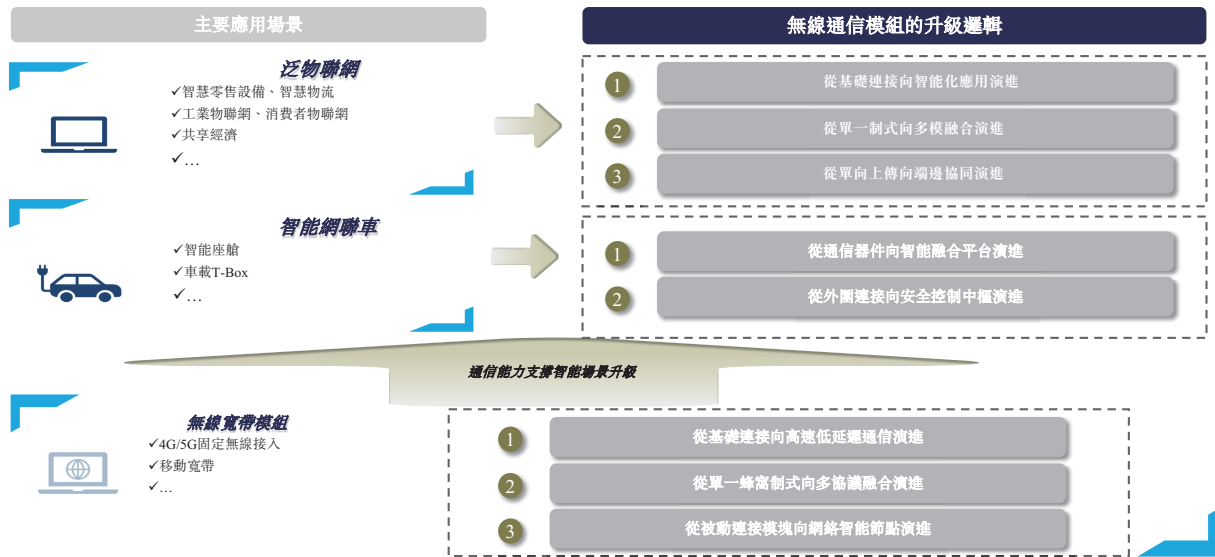 主要應用場景
無線通信模組的升級邏輯
泛物聯網
✓智慧零售設備、智慧物流
✓工業物聯網、消費者物聯網
✓共享經濟
✓…
1 從基礎連接向智能化應用演進
2 從單一制式向多模融合演進
3 從單向上傳向端邊協同演進
智能網聯車
✓智能座艙
✓車載T-Box
✓…
1 從通信器件向智能融合平台演進
2 從外圍連接向安全控制中樞演進
通信能力支撐智能場景升級
無線寬帶模組
✓4G/5G固定無線接入
✓移動寬帶
✓…
1 從基礎連接向高速低延遲通信演進
2 從單一蜂窩制式向多協議融合演進
3 從被動連接模塊向網絡智能節點演進